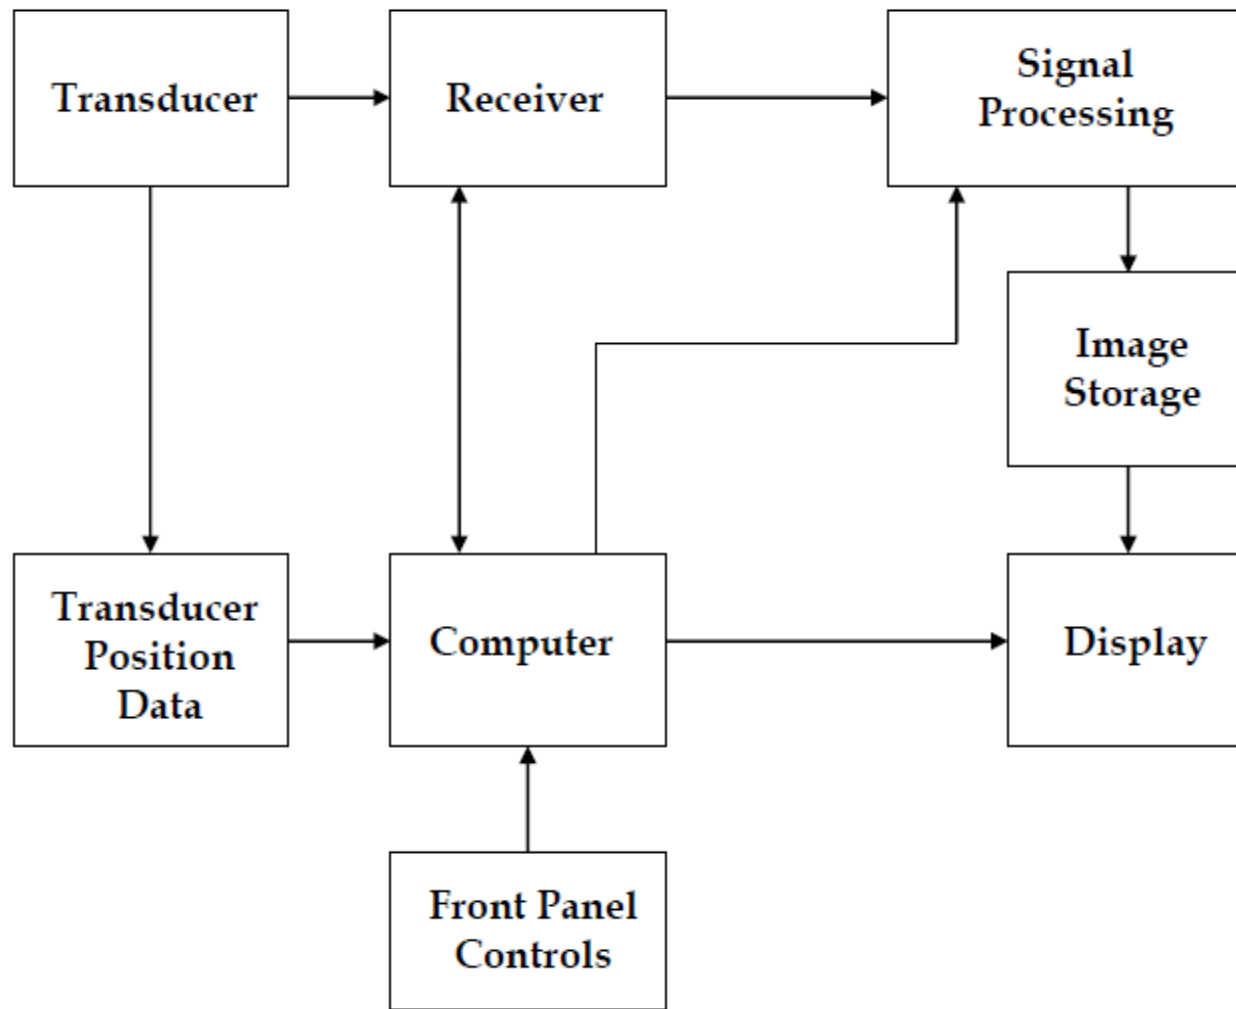 Transducer
Receiver
Signal
Processing
Image
Storage
Transducer
Position
Data
Computer
Display
Front Panel
Controls